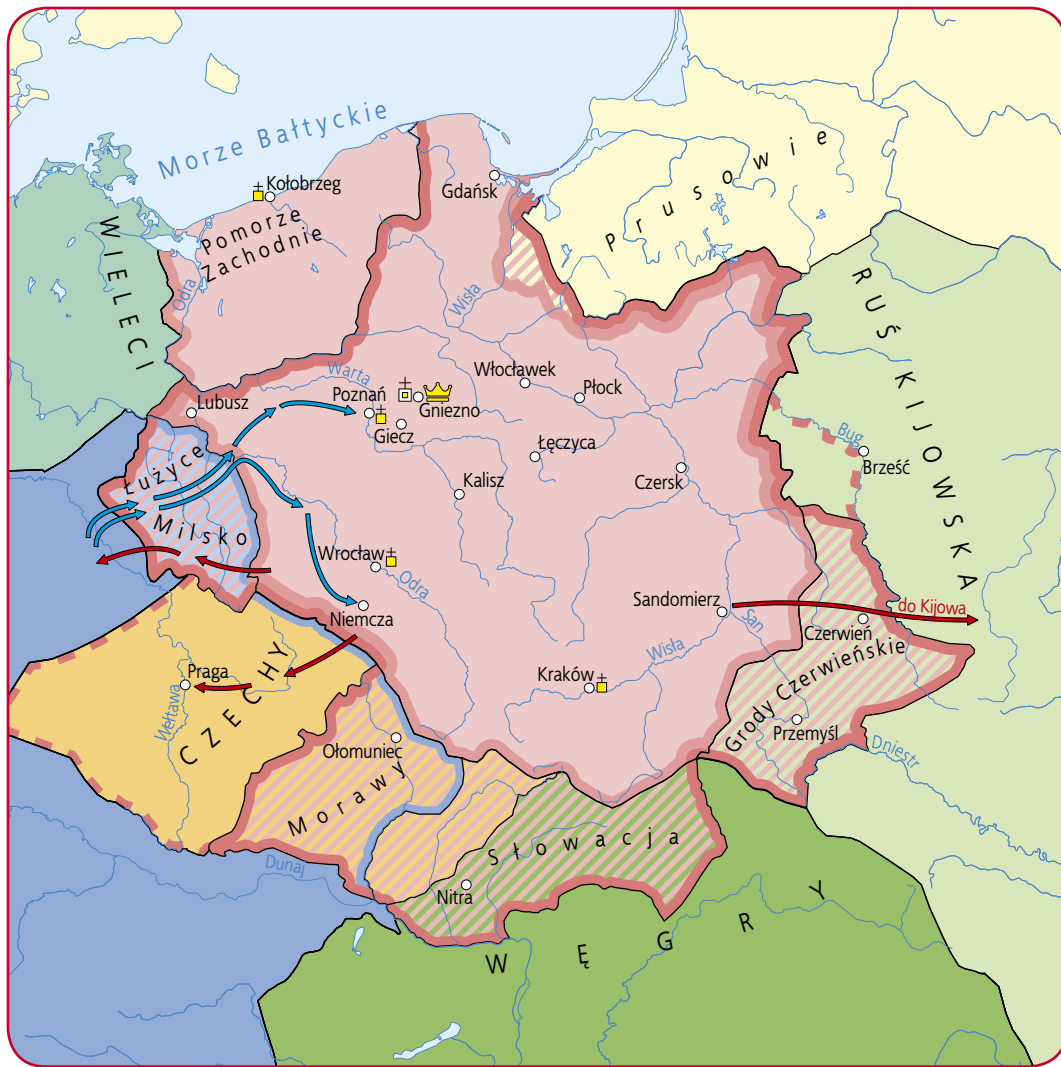 Morze Bałtyckie
Kołobrzeg
Gdańsk
Prusowie
Pomorze
Zachodnie
WIELECI
Odra
Wisła
RUŚ KIJOWSKA
Warta
Włocławek
Płock
Poznań
Gniezno
Giecz
Lubusz
Łęczyca
Bug
Brześć
Łużyce
Kalisz
Czersk
Milsko
Wrocław
Odra
Niemcza
Sandomierz
do Kijowa
San
Czerwień
Wisła
Kraków
Grody Czerwieńskie
Przemyśl
Praga
Wełtawa
CZECHY
Ołomuniec
Morawy
Dniestr
Słowacja
Dunaj
Nitra
WĘGRY